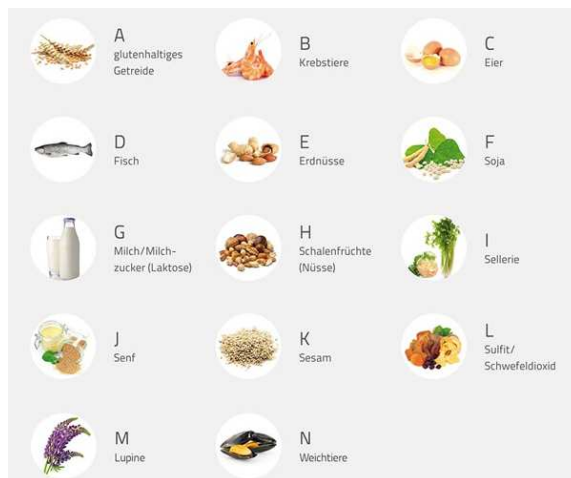 A
glutenhaltiges
Getreide
B
Krebstiere
C
Eier
D
Fisch
E
Erdnüsse
F
Soja
G
Milch/Milch-
zucker (Laktose)
H
Schalenfrüchte
(Nüsse)
I
Sellerie
J
Senf
K
Sesam
L
Sulfit/
Schwefeldioxid
M
Lupine
N
Weichtiere